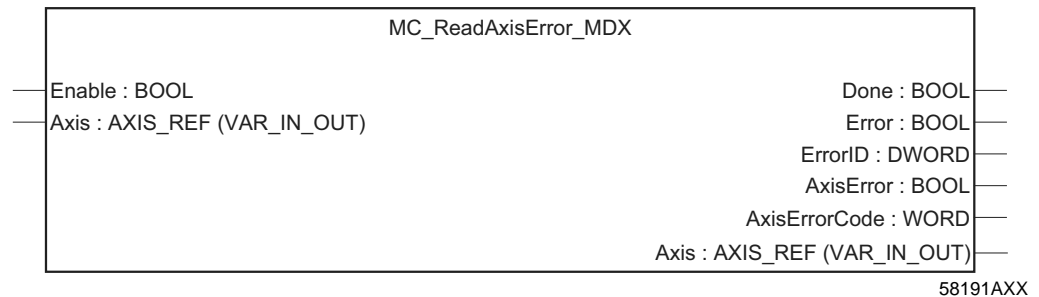 MC_ReadAxisError_MDX
Enable : BOOL
Done : BOOL
Axis : AXIS_REF (VAR_IN_OUT)
Error : BOOL
ErrorID : DWORD
AxisError : BOOL
AxisErrorCode : WORD
Axis : AXIS_REF (VAR_IN_OUT)
58191AXX